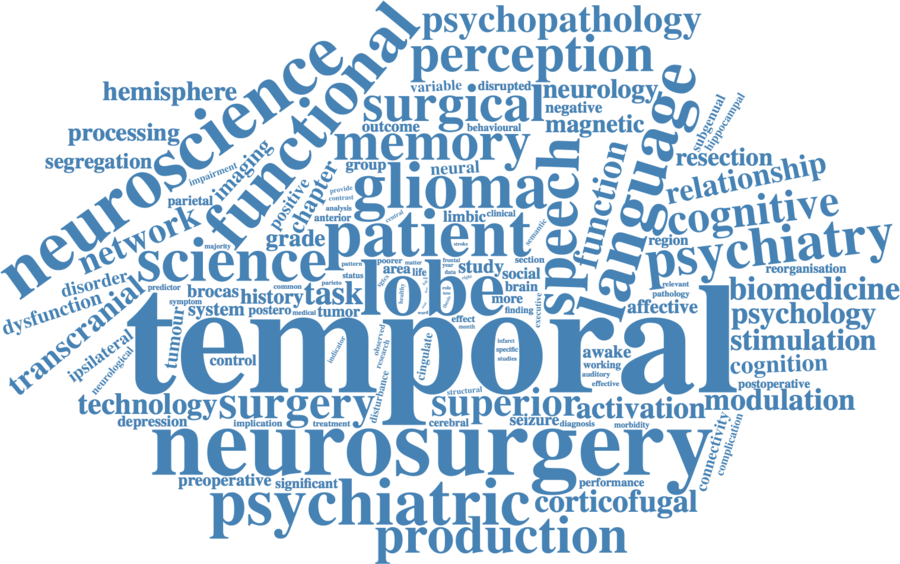 psychopathology
perception
hemisphere
neuroscience
functional
variable
disrupted
neurology
surgical
negative
language
subgenual
hippocampal
processing
outcome
behavioural
magnetic
segregation
imaging
memory
speech
function
resection
impairment
group
neural
relationship
parietal
positive
chapter
provide
contrast
analysis
glioma
cognitive
network
anterior
central
limbic
clinical
semantic
grade
patient
region
psychiatry
majority
stroke
science
pattern
poorer
matter
frontal
section
reorganisation
disorder
status
area
life
year
data
study
social
relevant
predictor
common
parieto
lobe
brain
pathology
biomedicine
dysfunction
transcranial
brocas
history
task
healthy
role
more
executive
affective
symptom
system
postero
medical
tumor
word
finding
psychology
tumour
temporal
effect
month
ipsilateral
neurological
control
indicator
observed
research
cingulate
infarct
specific
studies
awake
working
auditory
effective
stimulation
cognition
postoperative
disturbance
structural
technology
surgery
superior
activation
modulation
depression
implication
treatment
cerebral
seizure
diagnosis
morbidity
connectivity
complication
neurosurgery
preoperative
significant
performance
psychiatric
corticofugal
production